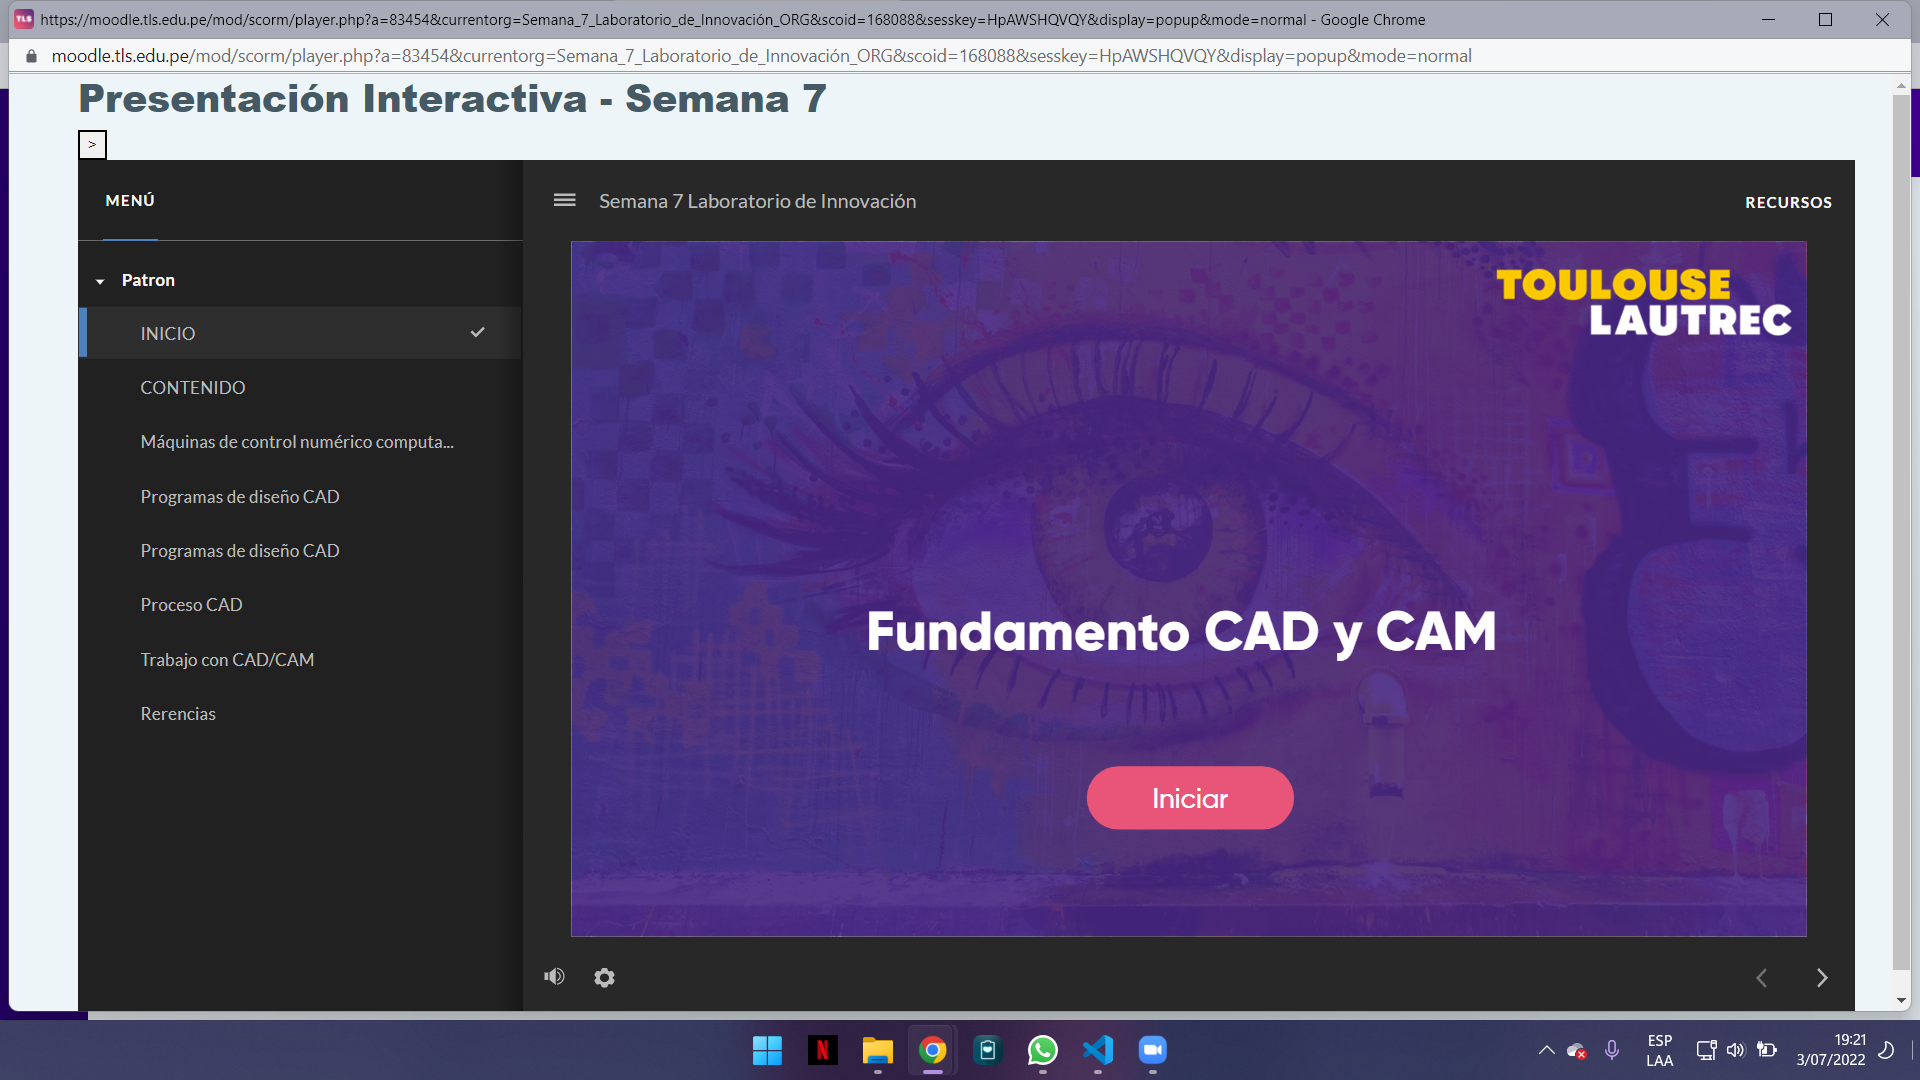 https://moodle.tls.edu.pe/mod/scorm/player.php?a=83454&currentorg=Semana_7_Laboratorio_de_Innovación_ORG&scoid=168088&sesskey=HpAWSHQVQY&display=popup&mode=normal - Google Chrome
moodle.tls.edu.pe/mod/scorm/player.php?a=83454&currentorg=Semana_7_Laboratorio_de_Innovación_ORG&scoid=168088&sesskey=HpAWSHQVQY&display=popup&mode=normal
Presentación Interactiva - Semana 7
>
MENÚ
Semana 7 Laboratorio de Innovación
RECURSOS
Patron
INICIO
CONTENIDO
Máquinas de control numérico computa...
Programas de diseño CAD
Programas de diseño CAD
Proceso CAD
Trabajo con CAD/CAM
Rerencias
TOULOUSE
LAUTREC
Fundamento CAD y CAM
Iniciar
ESP
LAA
19:21
3/07/2022